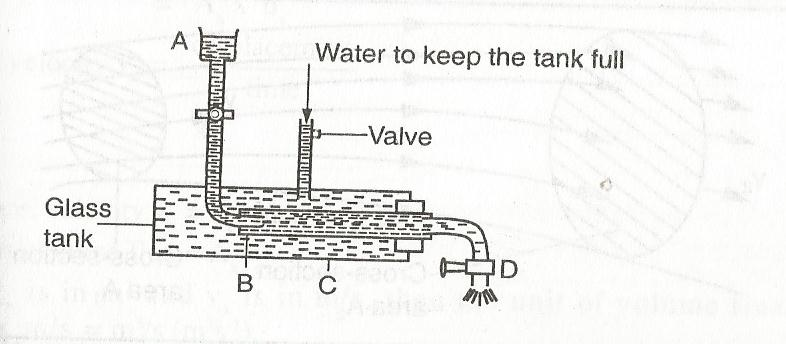 A
Water to keep the tank full
Valve
Glass
tank
B
C
D